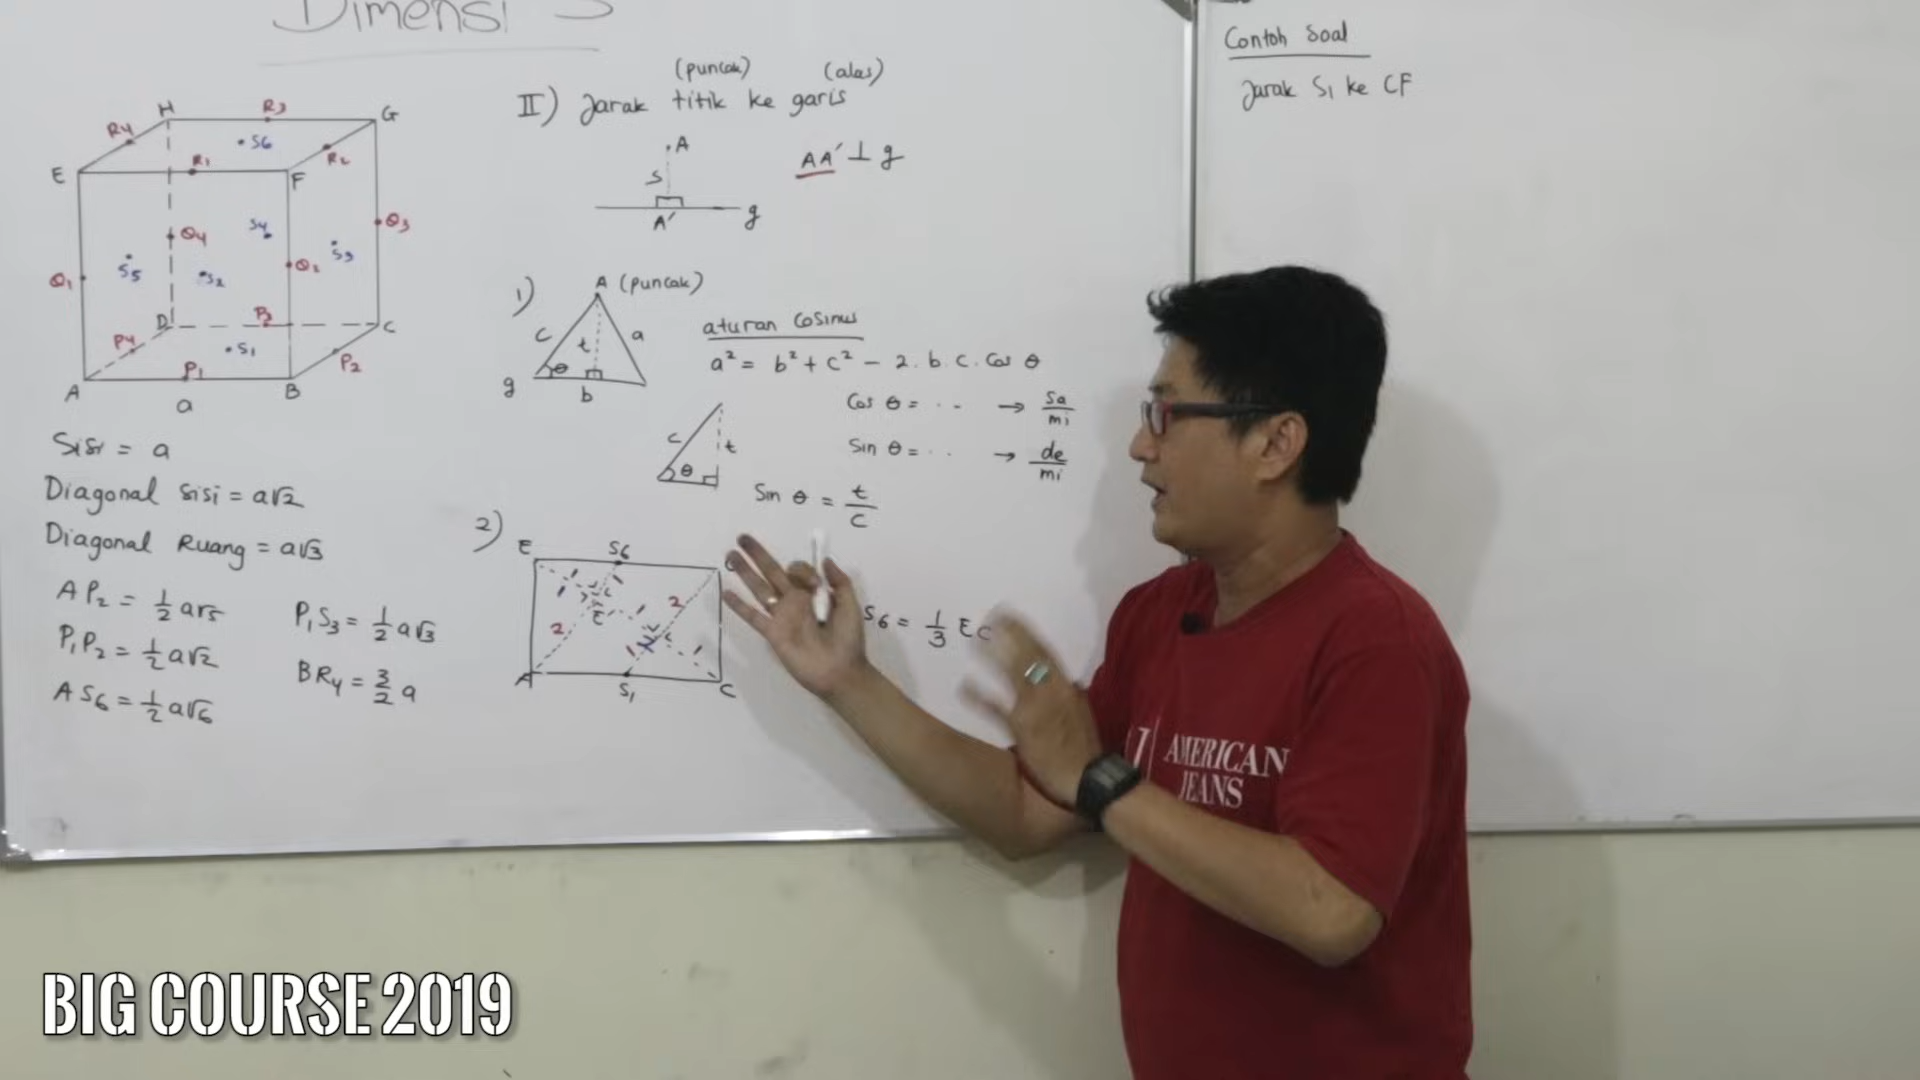 Dimensi 3
H
R3
G
R4
S6
R1
R2
E
F
S4
Q4
Q3
S5
S2
Q2
S3
Q1
D
P3
C
P4
S1
P1
P2
A
B
a
Sisi = a
Diagonal sisi = a√2
Diagonal Ruang = a√3
AP2 = 1/2 a√5
P1P2 = 1/2 a√2
AS6 = 1/2 a√6
P1S3 = 1/2 a√3
BR4 = 3/2 a
(puncak) (alas)
II) Jarak titik ke garis
A
S
A'
g
AA' ⊥ g
1)
A (puncak)
c
t
a
θ
g
b
aturan Cosinus
a² = b² + c² - 2.b.c. Cos θ
Cos θ = ... → sa/mi
Sin θ = ... → de/mi
c
t
θ
Sin θ = t/c
2)
E
S6
2
2
A
S1
C
S6 = 1/3 EC
Contoh Soal
Jarak S1 ke CF
AMERICAN
JEANS
BIG COURSE 2019